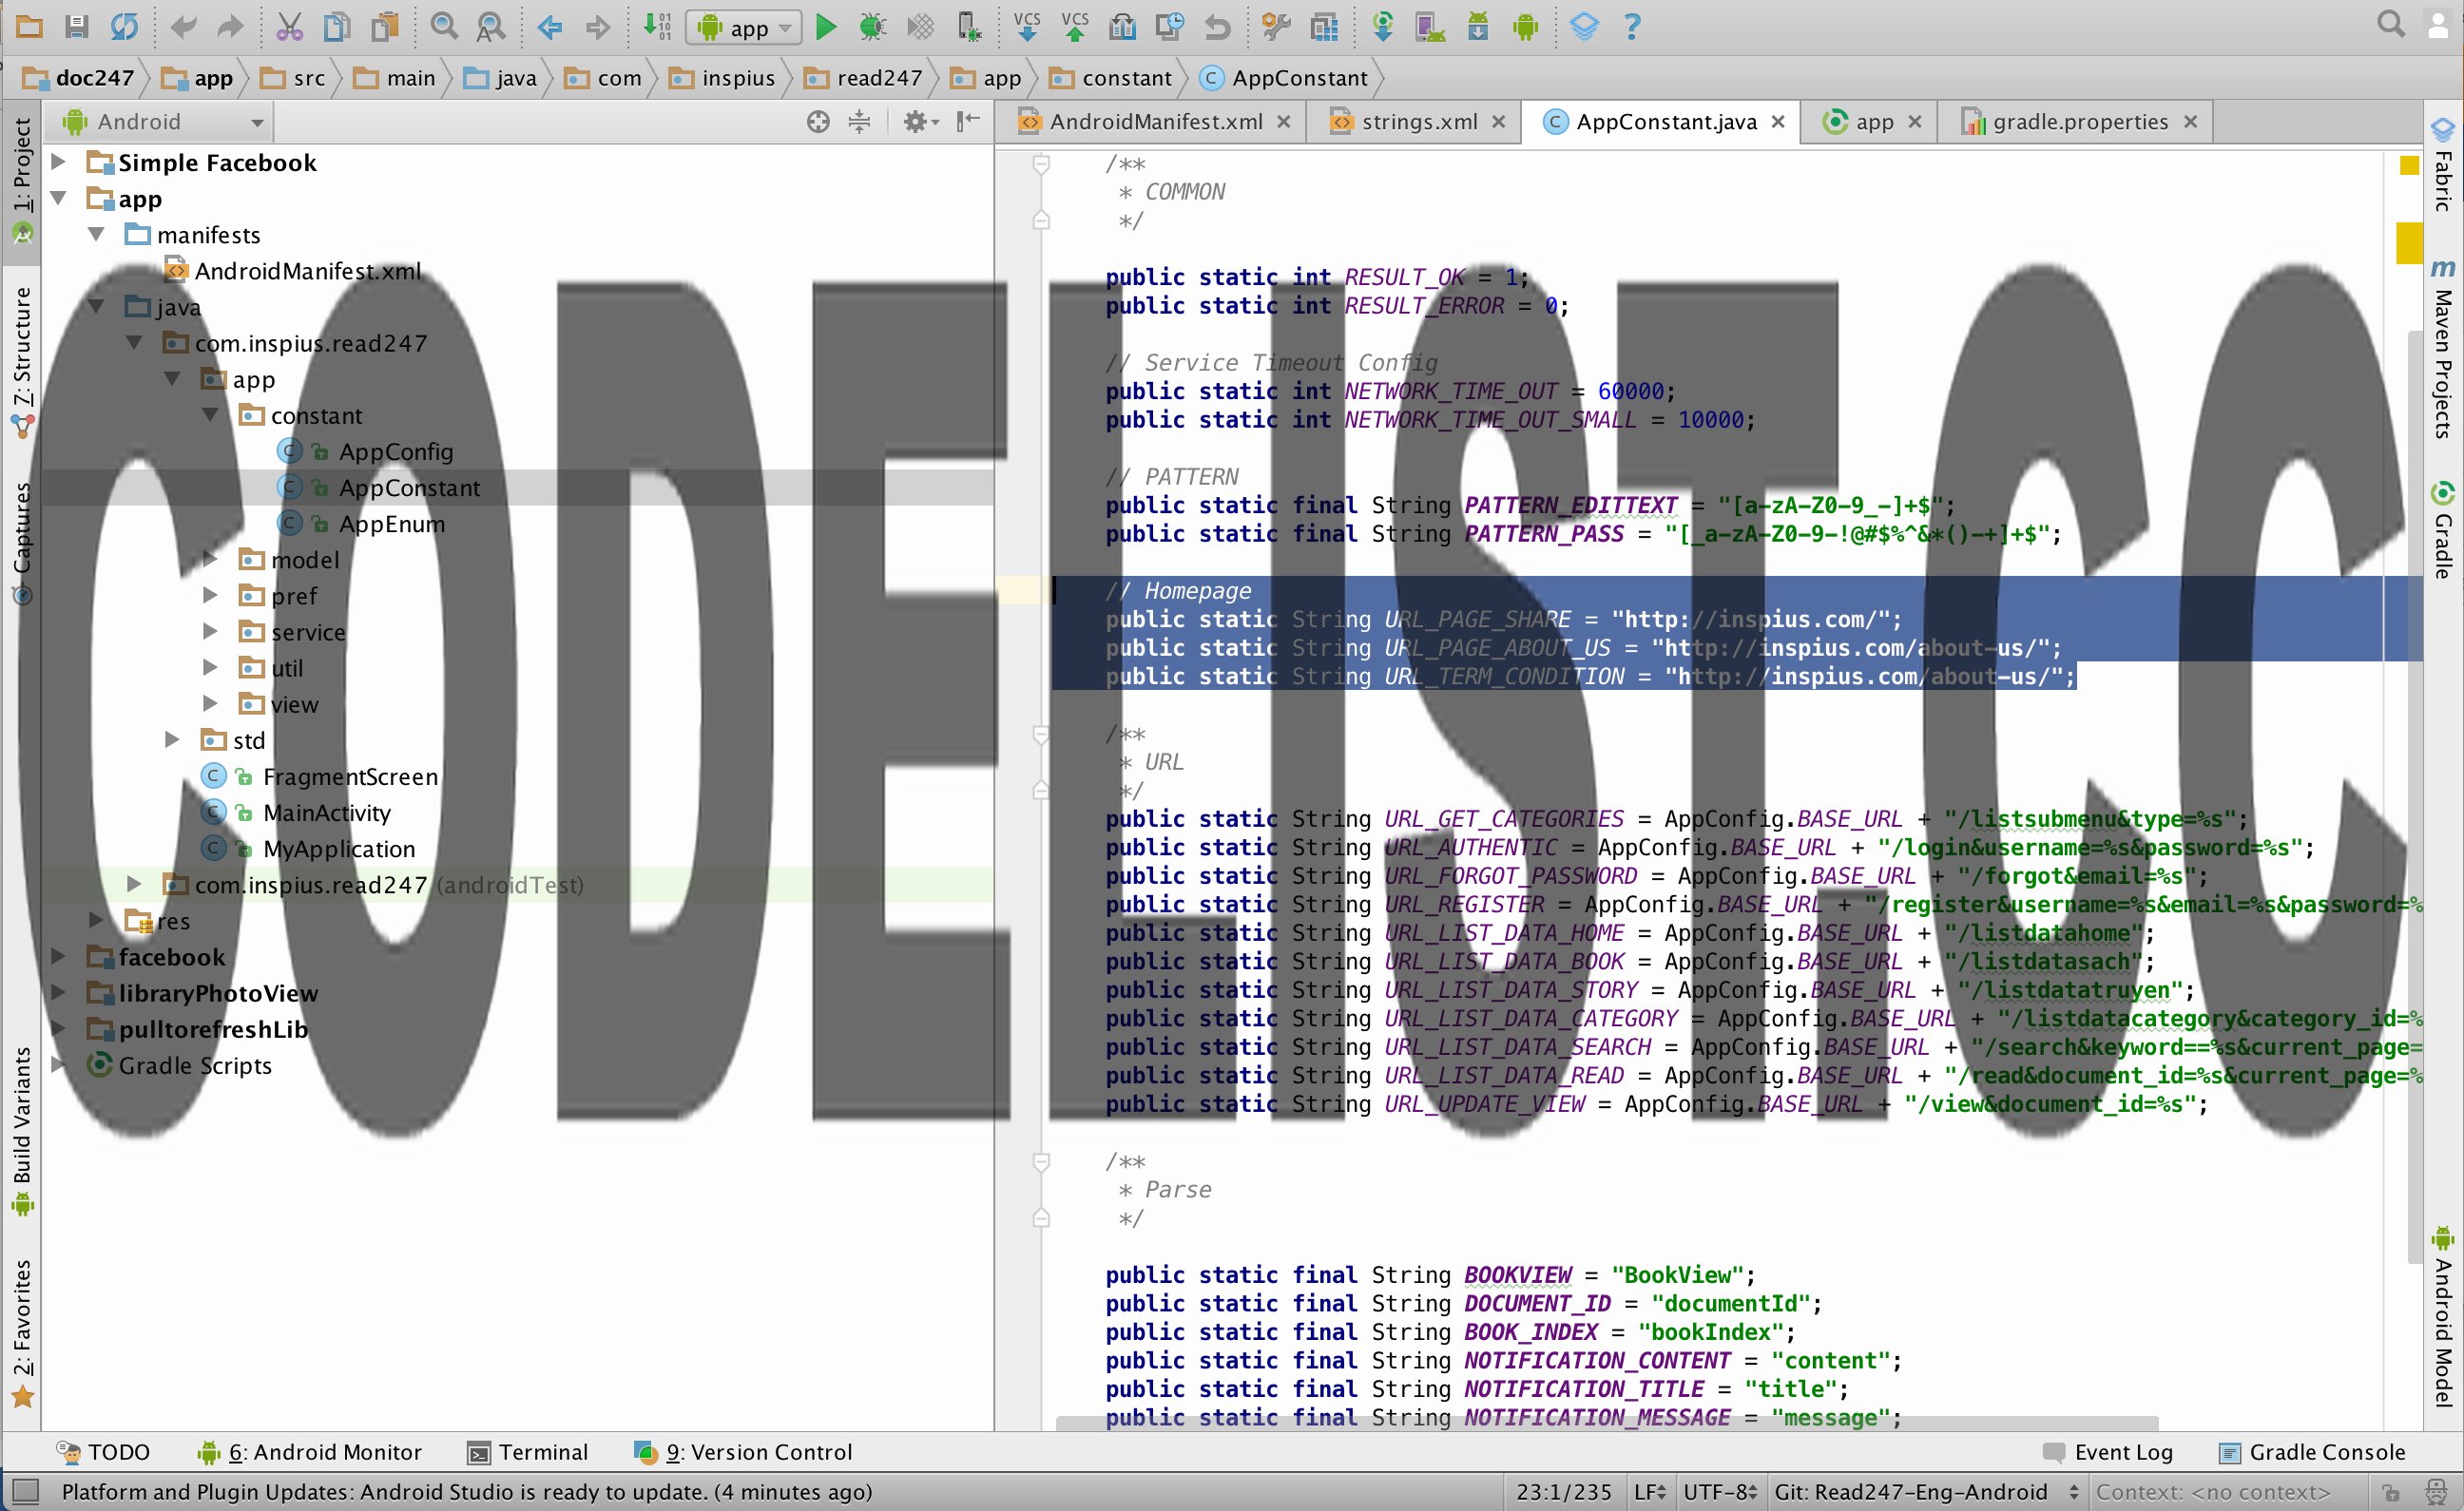 app
VCS
VCS
?
doc247 app src main java com inspius read247 app constant AppConstant
Android
AndroidManifest.xml strings.xml AppConstant.java app gradle.properties
1: Project
7: Structure
Captures
Build Variants
2: Favorites
Simple Facebook
app
manifests
AndroidManifest.xml
java
com.inspius.read247
app
constant
AppConfig
AppConstant
AppEnum
model
pref
service
util
view
std
FragmentScreen
MainActivity
MyApplication
com.inspius.read247 (androidTest)
res
facebook
libraryPhotoView
pulltorefreshLib
Gradle Scripts
/**
* COMMON
*/
public static int RESULT_OK = 1;
public static int RESULT_ERROR = 0;
// Service Timeout Config
public static int NETWORK_TIME_OUT = 60000;
public static int NETWORK_TIME_OUT_SMALL = 10000;
// PATTERN
public static final String PATTERN_EDITTEXT = "[a-zA-Z0-9_-]+$";
public static final String PATTERN_PASS = "[_a-zA-Z0-9-!@#$%^&*()-+]+$";
// Homepage
public static String URL_PAGE_SHARE = "http://inspius.com/";
public static String URL_PAGE_ABOUT_US = "http://inspius.com/about-us/";
public static String URL_TERM_CONDITION = "http://inspius.com/about-us/";
/**
* URL
*/
public static String URL_GET_CATEGORIES = AppConfig.BASE_URL + "/listsubmenu&type=%s";
public static String URL_AUTHENTIC = AppConfig.BASE_URL + "/login&username=%s&password=%s";
public static String URL_FORGOT_PASSWORD = AppConfig.BASE_URL + "/forgot&email=%s";
public static String URL_REGISTER = AppConfig.BASE_URL + "/register&username=%s&email=%s&password=%
public static String URL_LIST_DATA_HOME = AppConfig.BASE_URL + "/listdatahome";
public static String URL_LIST_DATA_BOOK = AppConfig.BASE_URL + "/listdatasach";
public static String URL_LIST_DATA_STORY = AppConfig.BASE_URL + "/listdatatruyen";
public static String URL_LIST_DATA_CATEGORY = AppConfig.BASE_URL + "/listdatacategory&category_id=%
public static String URL_LIST_DATA_SEARCH = AppConfig.BASE_URL + "/search&keyword==%s&current_page=
public static String URL_LIST_DATA_READ = AppConfig.BASE_URL + "/read&document_id=%s&current_page=%
public static String URL_UPDATE_VIEW = AppConfig.BASE_URL + "/view&document_id=%s";
/**
* Parse
*/
public static final String BOOKVIEW = "BookView";
public static final String DOCUMENT_ID = "documentId";
public static final String BOOK_INDEX = "bookIndex";
public static final String NOTIFICATION_CONTENT = "content";
public static final String NOTIFICATION_TITLE = "title";
public static final String NOTIFICATION_MESSAGE = "message";
CODELIST.CC
Fabric
Maven Projects
Gradle
Android Model
TODO 6: Android Monitor Terminal 9: Version Control Event Log Gradle Console
Platform and Plugin Updates: Android Studio is ready to update. (4 minutes ago) 23:1/235 LF UTF-8 Git: Read247-Eng-Android Context: <no context>